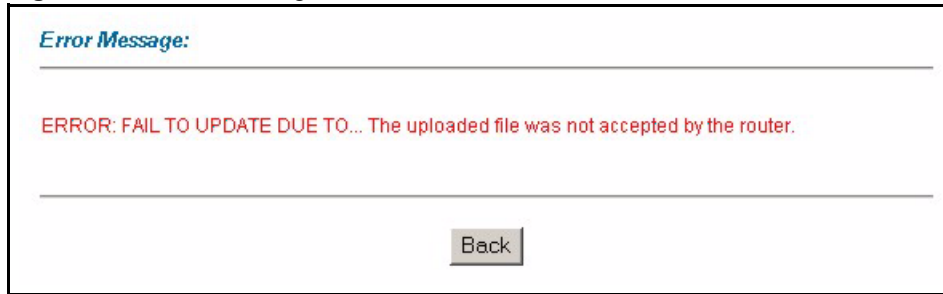 Error Message:
ERROR: FAIL TO UPDATE DUE TO... The uploaded file was not accepted by the router.
Back